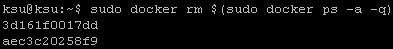 ksu@ksu:~$ sudo docker rm $(sudo docker ps -a -q)
3d161f0017dd
aec3c20258f9